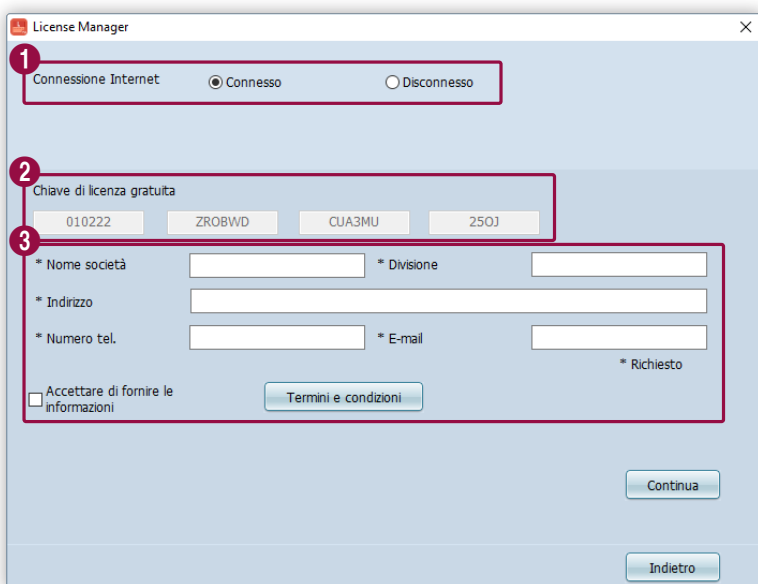 License Manager
1
Connessione Internet Connesso Disconnesso
2
Chiave di licenza gratuita
010222 ZROBWD CUA3MU 25OJ
3
* Nome società * Divisione
* Indirizzo
* Numero tel. * E-mail
* Richiesto
Accettare di fornire le
informazioni
Termini e condizioni
Continua
Indietro